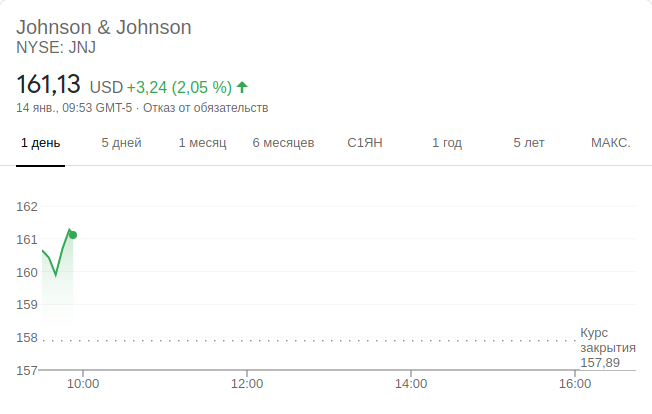 Johnson & Johnson
NYSE: JNJ
161,13 USD +3,24 (2,05 %)
14 янв., 09:53 GMT-5 · Отказ от обязательств
1 день 5 дней 1 месяц 6 месяцев С1ЯН 1 год 5 лет МАКС.
162
161
160
159
158
157
Курс
закрытия
157,89
10:00 12:00 14:00 16:00